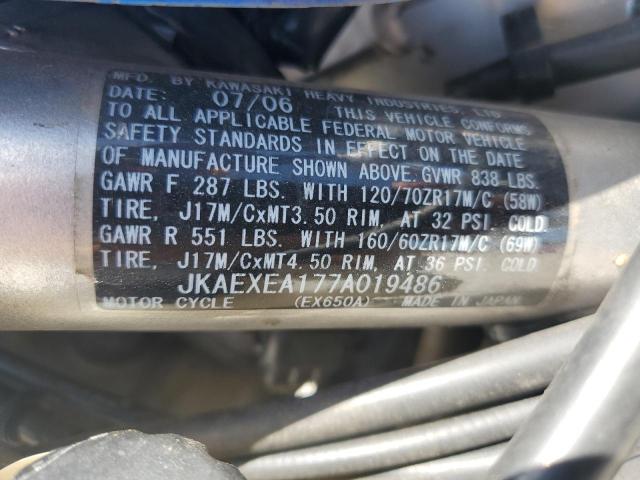 MFD. BY KAWASAKI HEAVY INDUSTRIES, LTD
DATE: 07/06 THIS VEHICLE CONFORMS
TO ALL APPLICABLE FEDERAL MOTOR VEHICLE
SAFETY STANDARDS IN EFFECT ON THE DATE
OF MANUFACTURE SHOWN ABOVE. GVWR 838 LBS.
GAWR F 287 LBS. WITH 120/70ZR17M/C (58W)
TIRE, J17M/CxMT3.50 RIM, AT 32 PSI. COLD
GAWR R 551 LBS. WITH 160/60ZR17M/C (69W)
TIRE, J17M/CxMT4.50 RIM, AT 36 PSI. COLD
JKAEXEA177A019486
MOTOR CYCLE (EX650A) MADE IN JAPAN